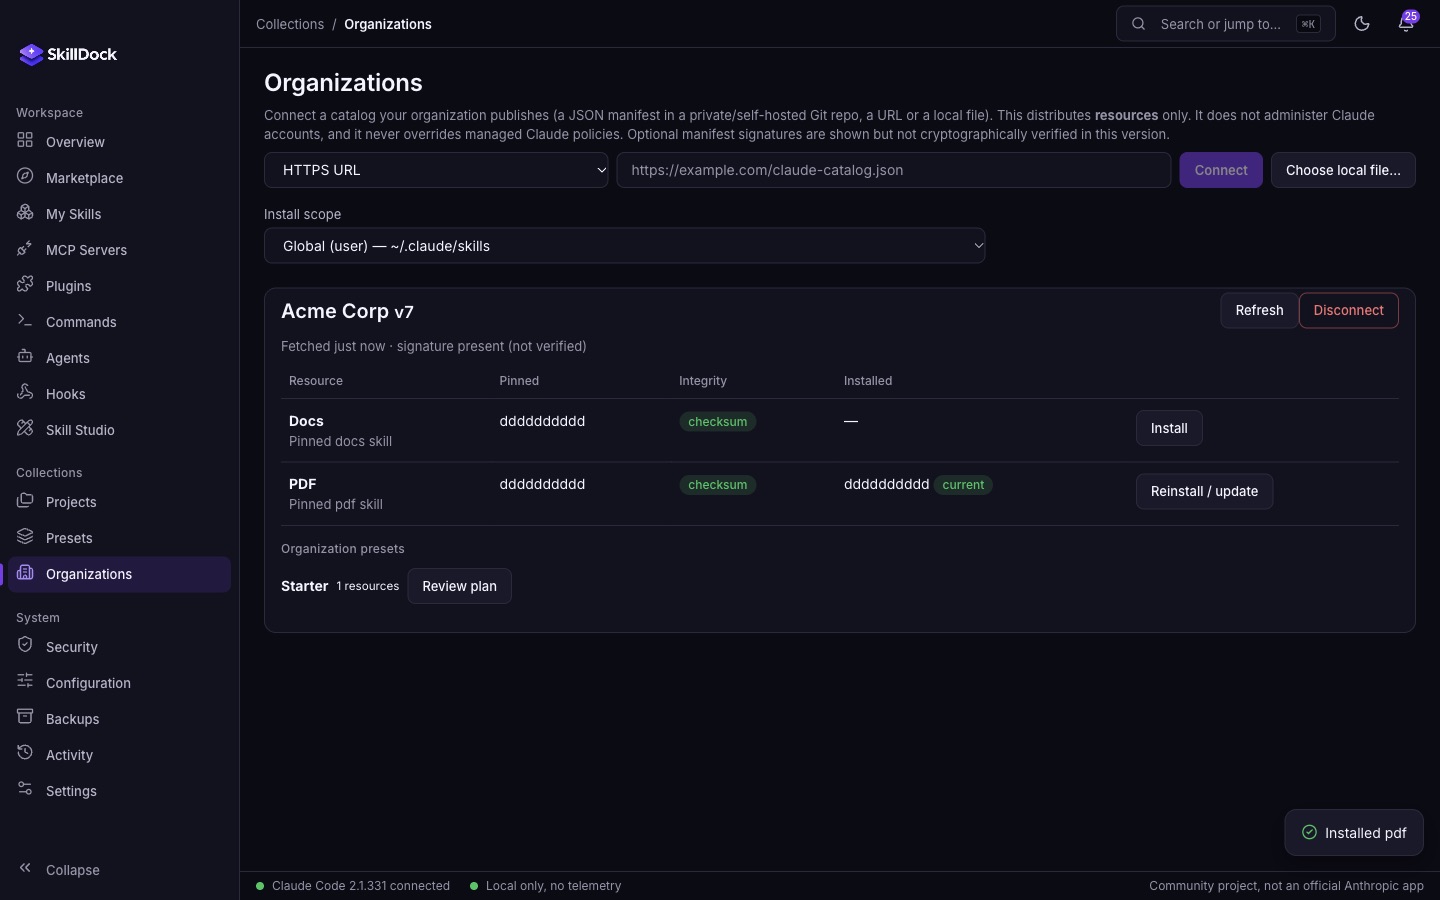 SkillDock
Workspace
Overview
Marketplace
My Skills
MCP Servers
Plugins
Commands
Agents
Hooks
Skill Studio
Collections
Projects
Presets
Organizations
System
Security
Configuration
Backups
Activity
Settings
Collapse
Collections / Organizations
Search or jump to... ⌘K
25
Organizations
Connect a catalog your organization publishes (a JSON manifest in a private/self-hosted Git repo, a URL or a local file). This distributes resources only. It does not administer Claude
accounts, and it never overrides managed Claude policies. Optional manifest signatures are shown but not cryptographically verified in this version.
HTTPS URL
https://example.com/claude-catalog.json
Connect
Choose local file...
Install scope
Global (user) — ~/.claude/skills
Acme Corp v7
Refresh
Disconnect
Fetched just now · signature present (not verified)
Resource Pinned Integrity Installed
Docs dddddddddd checksum — Install
Pinned docs skill
PDF dddddddddd checksum dddddddddd current Reinstall / update
Pinned pdf skill
Organization presets
Starter 1 resources Review plan
Installed pdf
Claude Code 2.1.331 connected
Local only, no telemetry
Community project, not an official Anthropic app